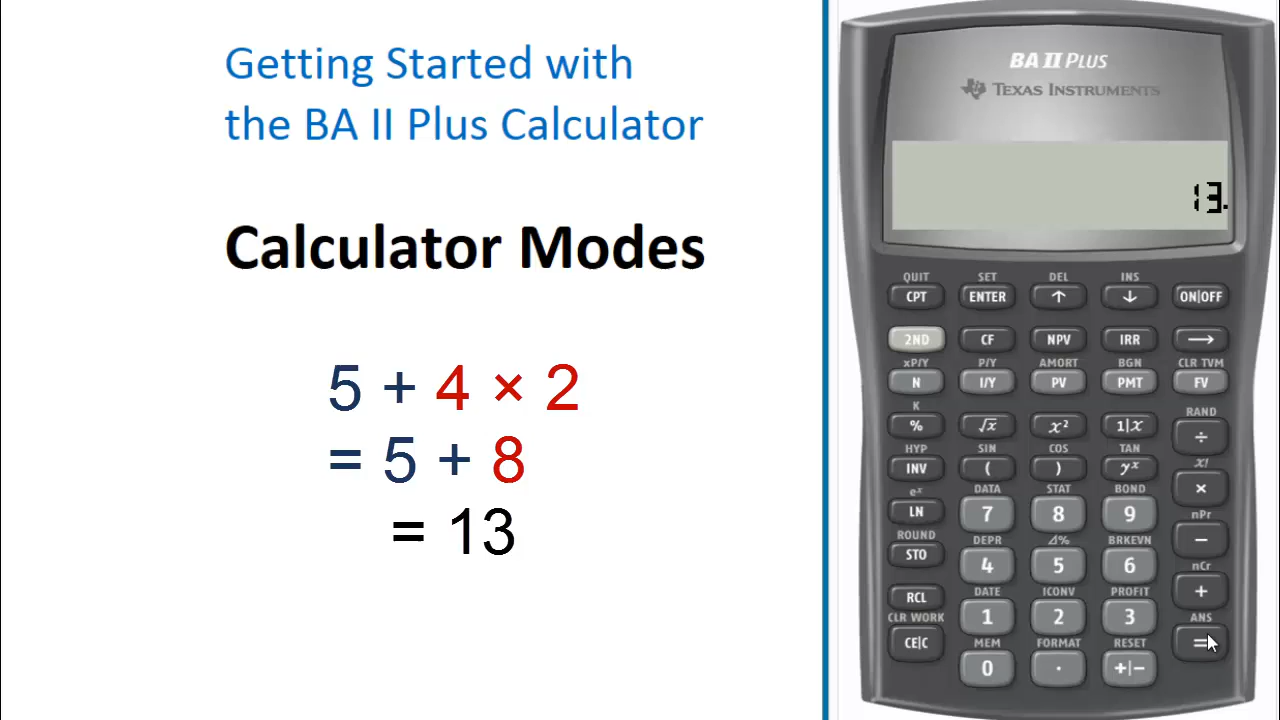 Getting Started with
the BA II Plus Calculator
Calculator Modes
5 + 4 × 2
= 5 + 8
= 13
BA II PLUS
TEXAS INSTRUMENTS
13.
QUIT SET DEL INS
CPT ENTER ↑ ↓ ON|OFF
2ND CF NPV IRR →
xP/Y P/Y AMORT BGN CLR TVM
N I/Y PV PMT FV
K RAND
% √x x² 1|x ÷
HYP SIN COS TAN x!
INV ( ) yˣ ×
eˣ DATA STAT BOND
LN 7 8 9 nPr
ROUND DEPR Δ% BRKEVN −
STO 4 5 6 nCr
DATE ICONV PROFIT +
RCL 1 2 3
CLR WORK MEM FORMAT RESET ANS
CE|C 0 . +|− =